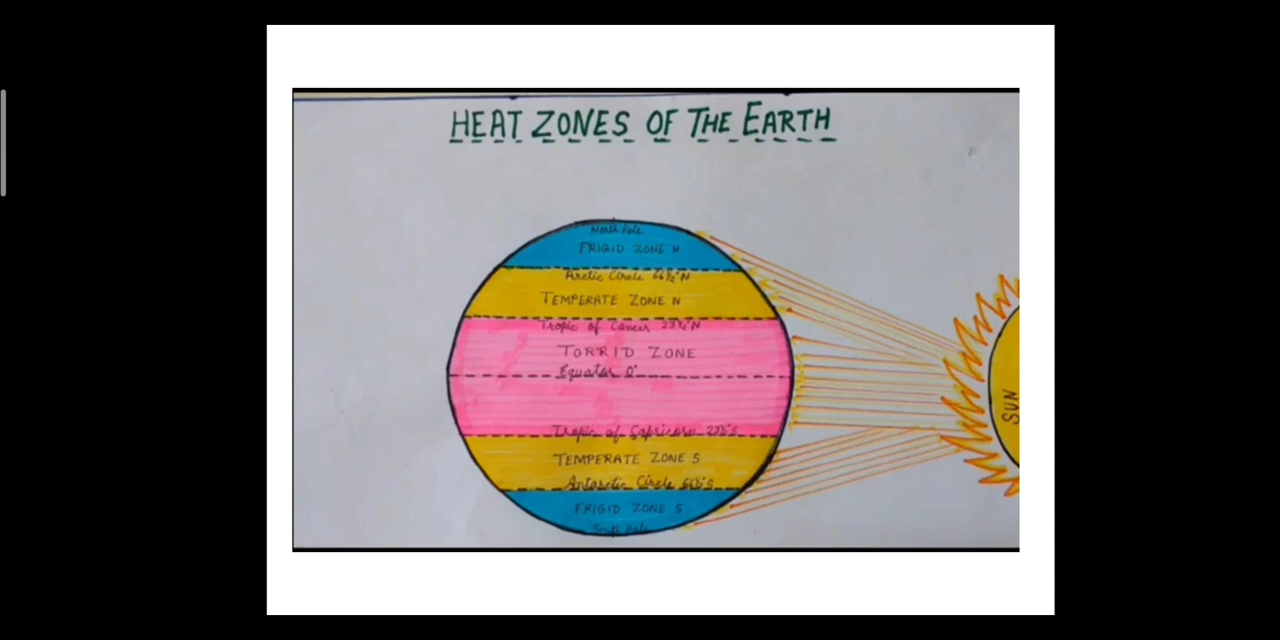 HEAT ZONES OF THE EARTH
North Pole
FRIGID ZONE N
Arctic Circle 66½°N
TEMPERATE ZONE N
Tropic of Cancer 23½°N
TORRID ZONE
Equator 0°
Tropic of Capricorn 23½°S
TEMPERATE ZONE S
Antarctic Circle 66½°S
FRIGID ZONE S
South Pole
SUN